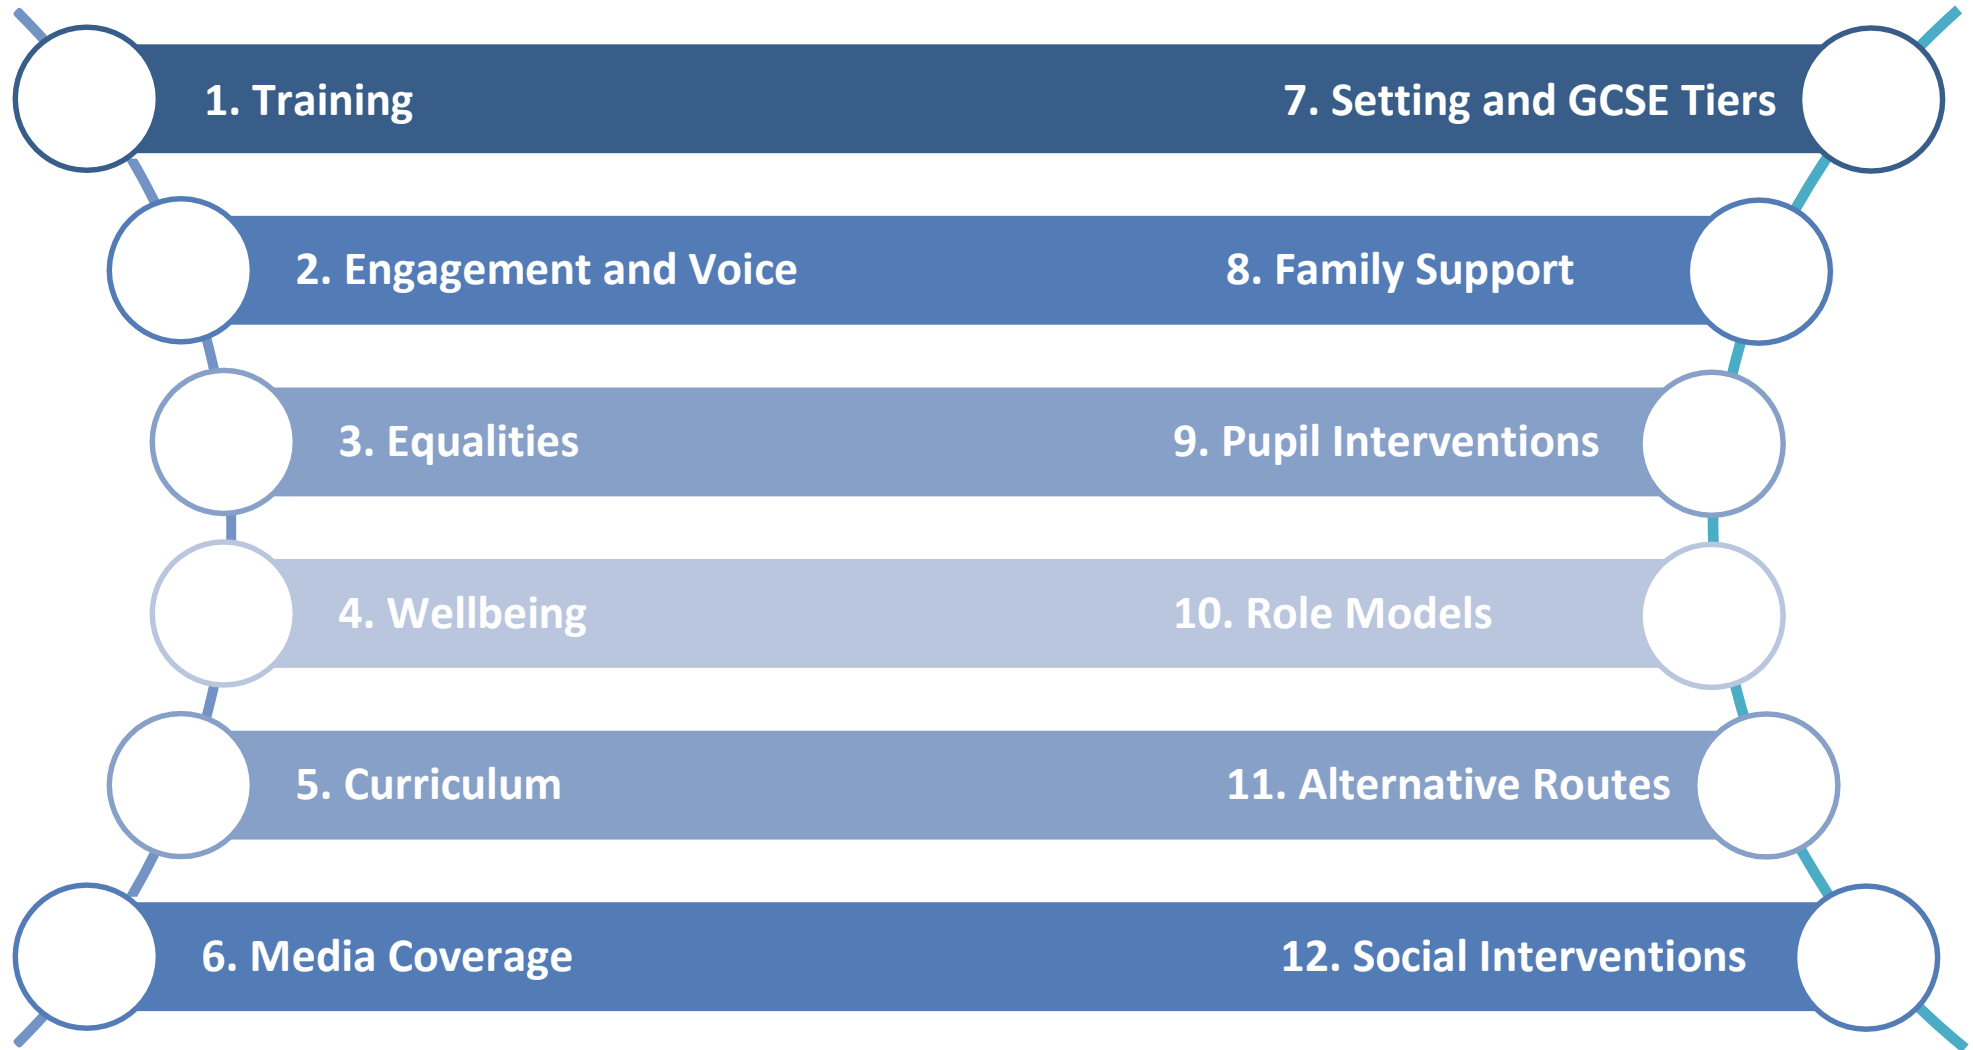 1. Training
2. Engagement and Voice
3. Equalities
4. Wellbeing
5. Curriculum
6. Media Coverage
7. Setting and GCSE Tiers
8. Family Support
9. Pupil Interventions
10. Role Models
11. Alternative Routes
12. Social Interventions